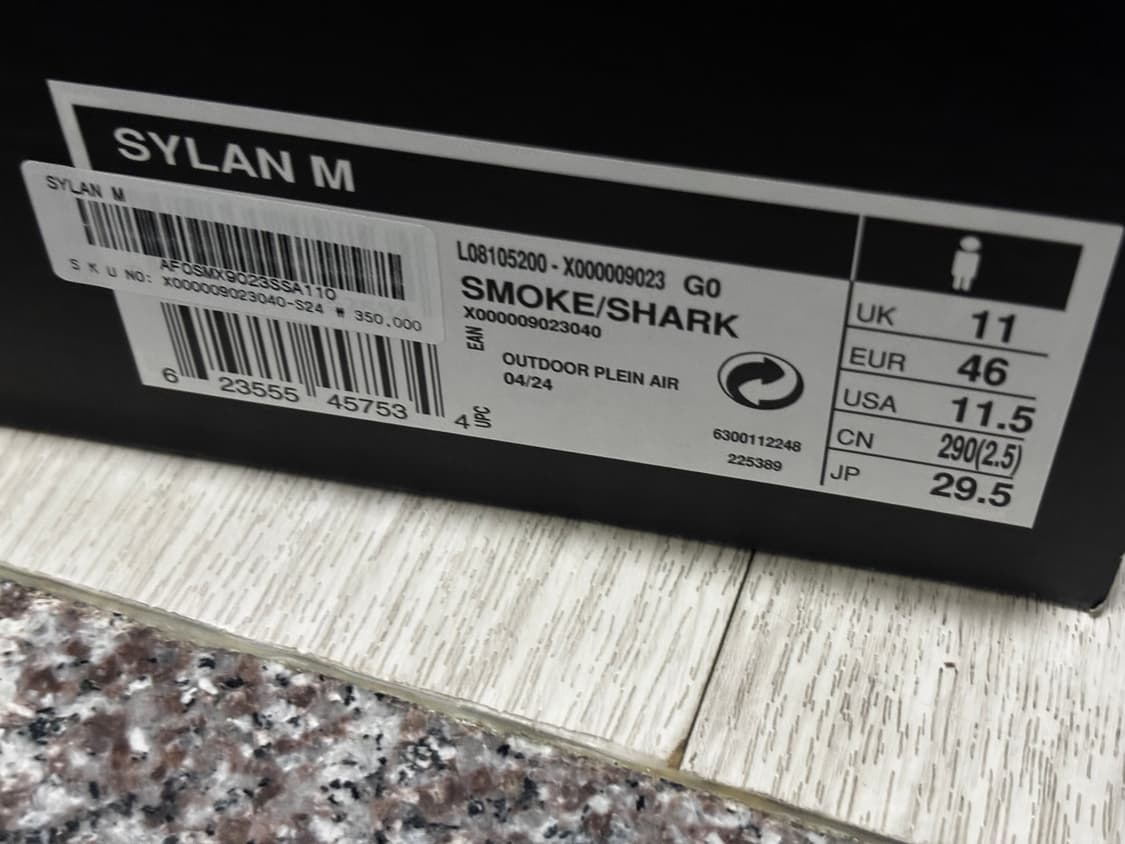 SYLAN M
SYLAN M
AFOSMX9023SSA110
SKU NO: X000009023040-S24 ₩ 350,000
6 23555 45753 4
EAN
UPC
L08105200 - X000009023 G0
SMOKE/SHARK
X000009023040
OUTDOOR PLEIN AIR
04/24
6300112248
225389
UK 11
EUR 46
USA 11.5
CN 290(2.5)
JP 29.5